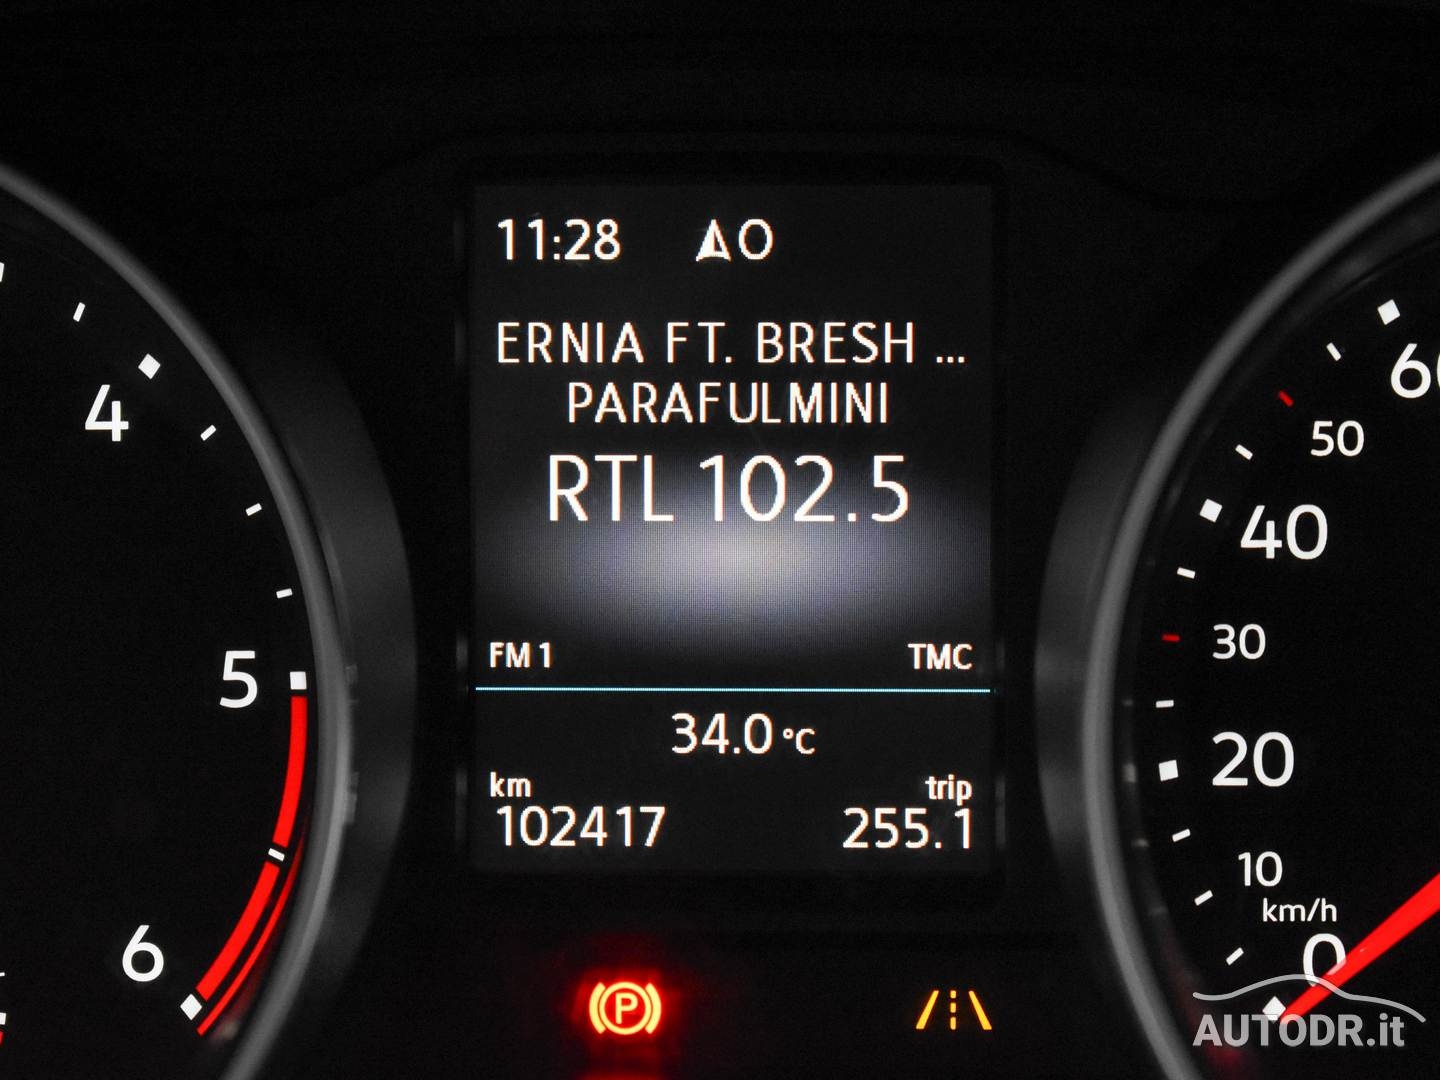 11:28 O
ERNIA FT. BRESH ...
PARAFULMINI
RTL 102.5
FM 1 TMC
34.0 °C
km trip
102417 255.1
4
5
6
50
40
30
20
10
km/h
0
P
AUTODR.it